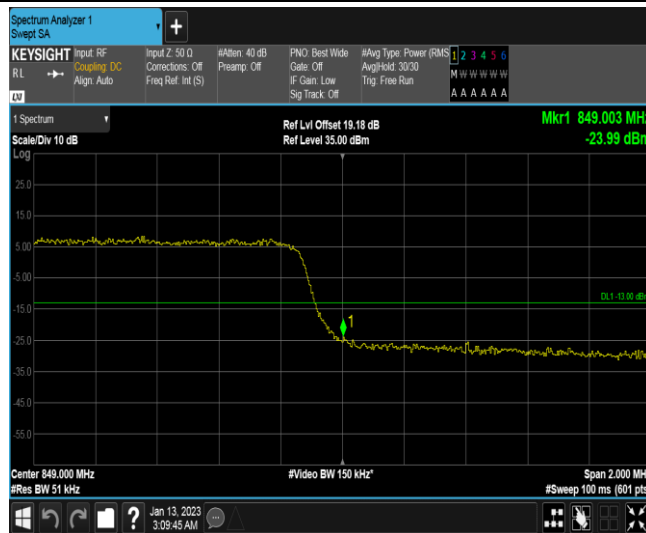 Spectrum Analyzer 1
Swept SA
KEYSIGHT
RL
LXI
Input: RF
Coupling: DC
Align: Auto
Input Z: 50 Ω
Corrections: Off
Freq Ref: Int (S)
#Atten: 40 dB
Preamp: Off
PNO: Best Wide
Gate: Off
IF Gain: Low
Sig Track: Off
#Avg Type: Power (RMS
Avg|Hold: 30/30
Trig: Free Run
1 2 3 4 5 6
M W W W W W
A A A A A A
1 Spectrum
Scale/Div 10 dB
Ref Lvl Offset 19.18 dB
Ref Level 35.00 dBm
Mkr1 849.003 MHz
-23.99 dBm
Log
25.0
15.0
5.00
-5.00
-15.0
-25.0
-35.0
-45.0
-55.0
DL1 -13.00 dBm
1
Center 849.000 MHz
#Res BW 51 kHz
#Video BW 150 kHz*
Span 2.000 MH
#Sweep 100 ms (601 pts
?
Jan 13, 2023
3:09:45 AM